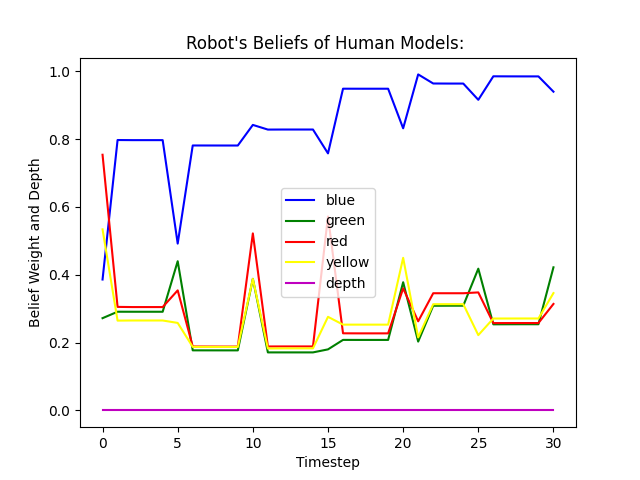 Robot's Beliefs of Human Models:
Belief Weight and Depth
1.0
0.8
0.6
0.4
0.2
0.0
blue
green
red
yellow
depth
0 5 10 15 20 25 30
Timestep